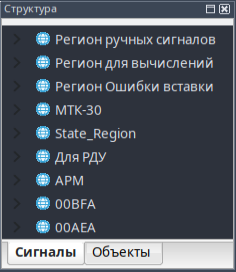 Структура
Регион ручных сигналов
Регион для вычислений
Регион Ошибки вставки
МТК-30
State_Region
Для РДУ
АРМ
00BFA
00AEA
Сигналы Объекты